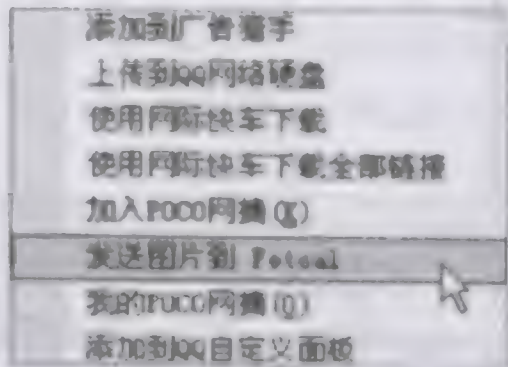 添加到广告猎手
上传到QQ网络硬盘
使用网际快车下载
使用网际快车下载全部链接
加入POCO网摘(X)
发送图片到
我的POCO网摘(Q)
添加到QQ自定义面板